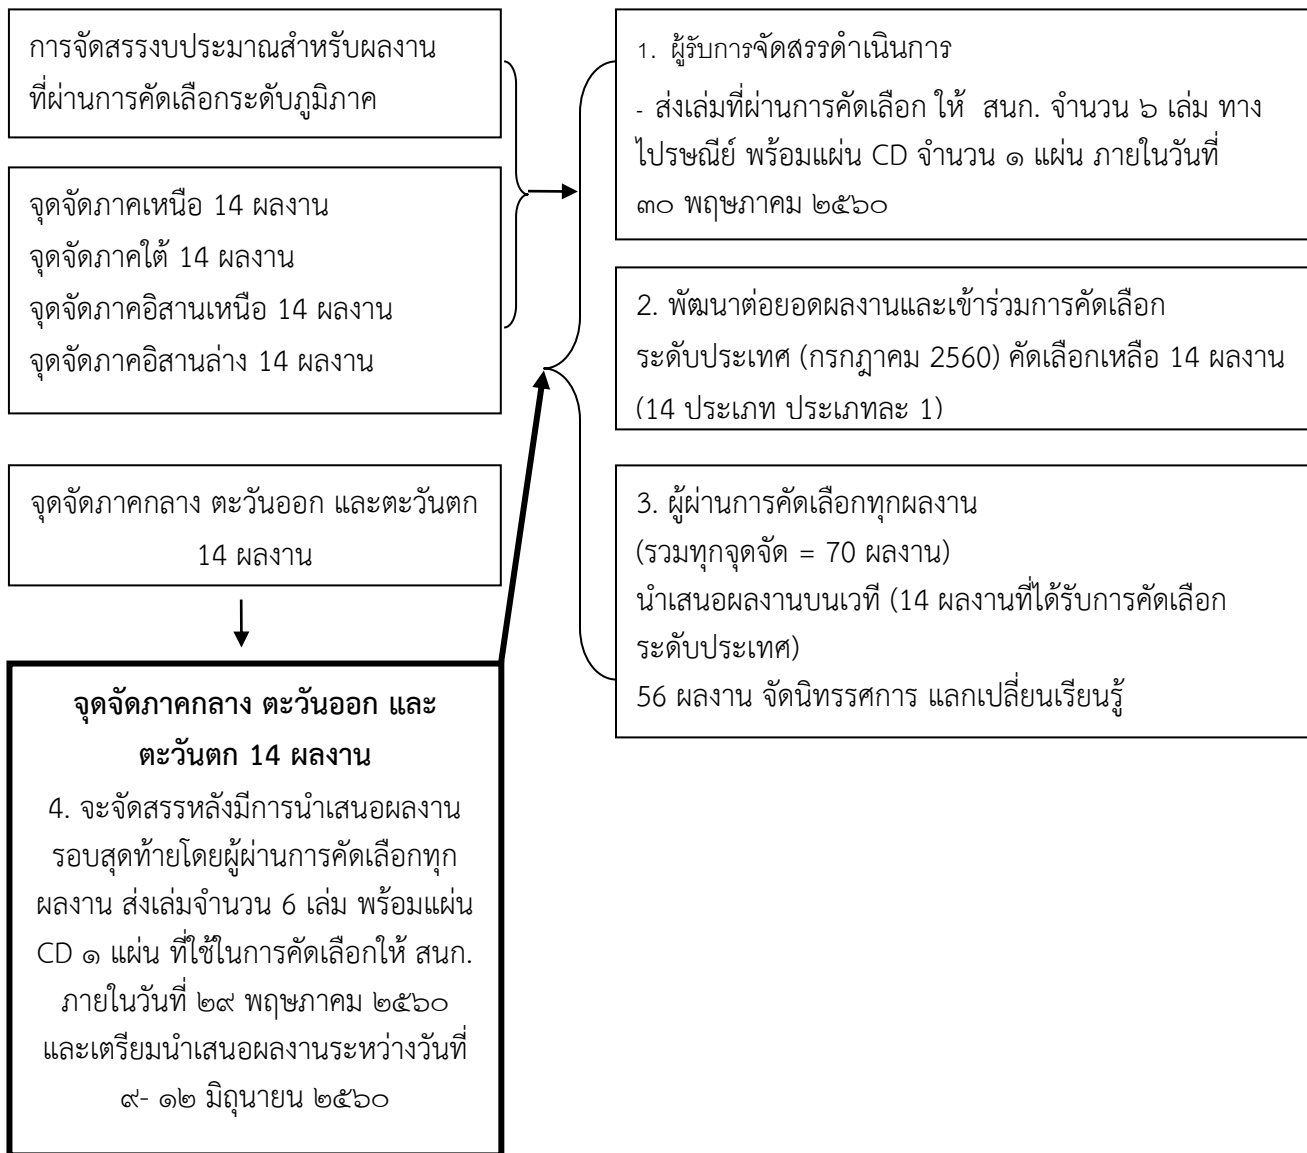 การจัดสรรงบประมาณสำหรับผลงาน
ที่ผ่านการคัดเลือกระดับภูมิภาค
จุดจัดภาคเหนือ 14 ผลงาน
จุดจัดภาคใต้ 14 ผลงาน
จุดจัดภาคอิสานเหนือ 14 ผลงาน
จุดจัดภาคอิสานล่าง 14 ผลงาน
จุดจัดภาคกลาง ตะวันออก และตะวันตก
14 ผลงาน
จุดจัดภาคกลาง ตะวันออก และ
ตะวันตก 14 ผลงาน
4. จะจัดสรรหลังมีการนำเสนอผลงาน
รอบสุดท้ายโดยผู้ผ่านการคัดเลือกทุก
ผลงาน ส่งเล่มจำนวน 6 เล่ม พร้อมแผ่น
CD ๑ แผ่น ที่ใช้ในการคัดเลือกให้ สนก.
ภายในวันที่ ๒๙ พฤษภาคม ๒๕๖๐
และเตรียมนำเสนอผลงานระหว่างวันที่
๙- ๑๒ มิถุนายน ๒๕๖๐
1. ผู้รับการจัดสรรดำเนินการ
- ส่งเล่มที่ผ่านการคัดเลือก ให้ สนก. จำนวน ๖ เล่ม ทาง
ไปรษณีย์ พร้อมแผ่น CD จำนวน ๑ แผ่น ภายในวันที่
๓๐ พฤษภาคม ๒๕๖๐
2. พัฒนาต่อยอดผลงานและเข้าร่วมการคัดเลือก
ระดับประเทศ (กรกฎาคม 2560) คัดเลือกเหลือ 14 ผลงาน
(14 ประเภท ประเภทละ 1)
3. ผู้ผ่านการคัดเลือกทุกผลงาน
(รวมทุกจุดจัด = 70 ผลงาน)
นำเสนอผลงานบนเวที (14 ผลงานที่ได้รับการคัดเลือก
ระดับประเทศ)
56 ผลงาน จัดนิทรรศการ แลกเปลี่ยนเรียนรู้